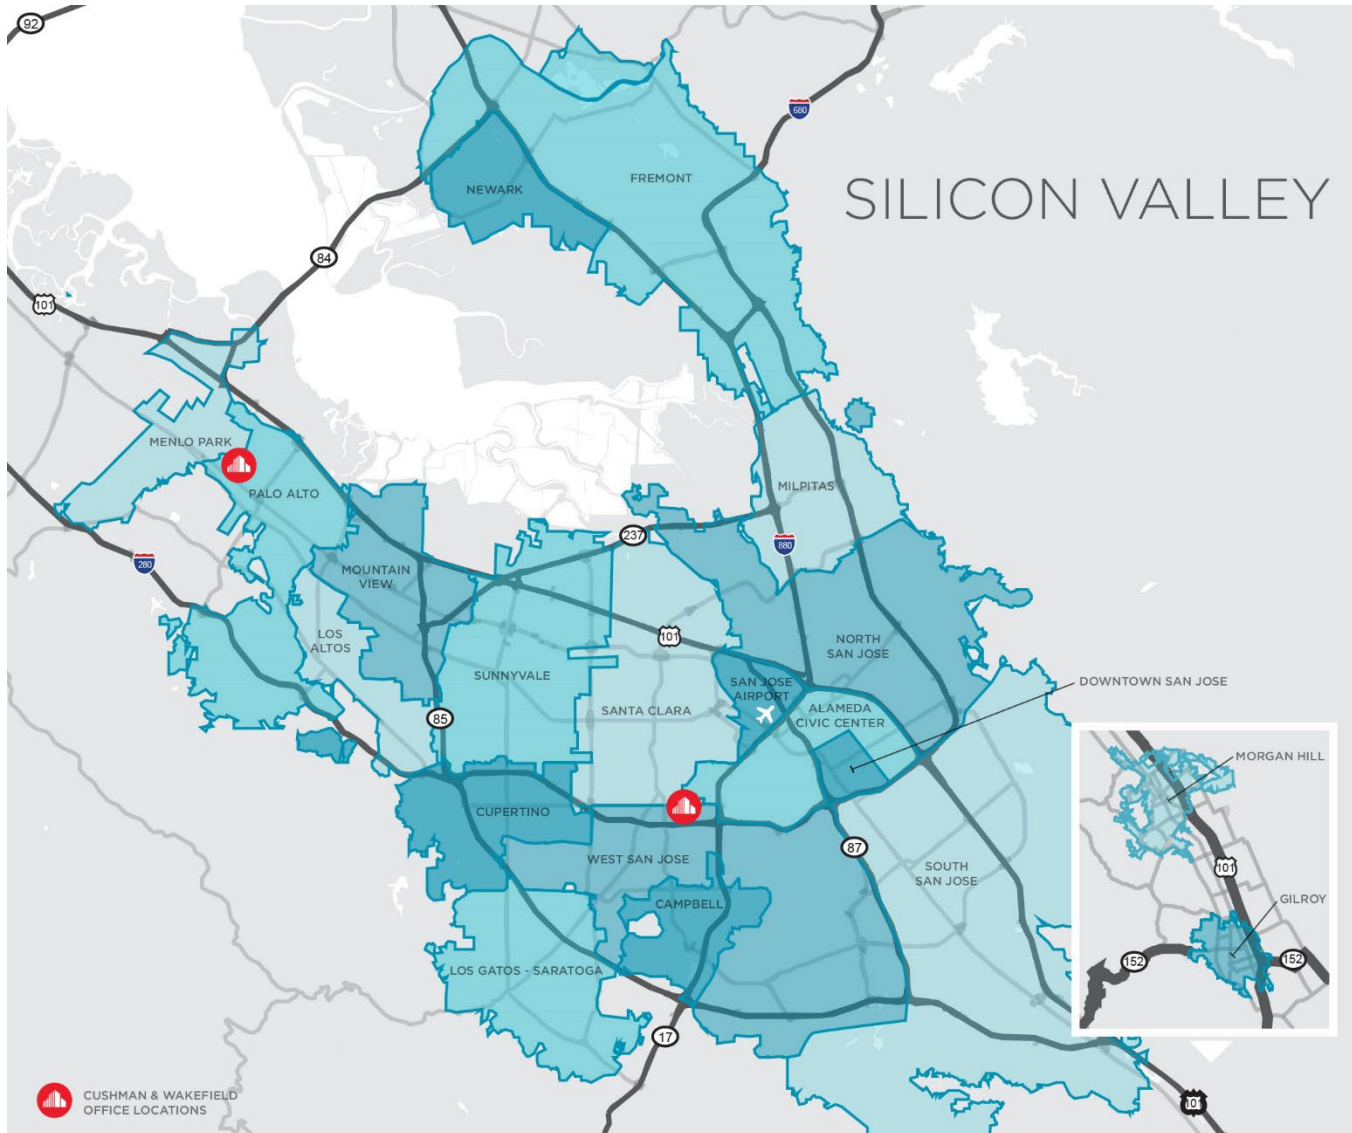 92
680
SILICON VALLEY
FREMONT
NEWARK
84
101
MENLO PARK
PALO ALTO
MILPITAS
237
880
280
MOUNTAIN
VIEW
LOS
ALTOS
101
NORTH
SAN JOSE
SUNNYVALE
SAN JOSE
AIRPORT
DOWNTOWN SAN JOSE
SANTA CLARA
ALAMEDA
CIVIC CENTER
85
MORGAN HILL
CUPERTINO
87
WEST SAN JOSE
SOUTH
SAN JOSE
101
CAMPBELL
GILROY
LOS GATOS - SARATOGA
152
152
17
CUSHMAN & WAKEFIELD
OFFICE LOCATIONS
101